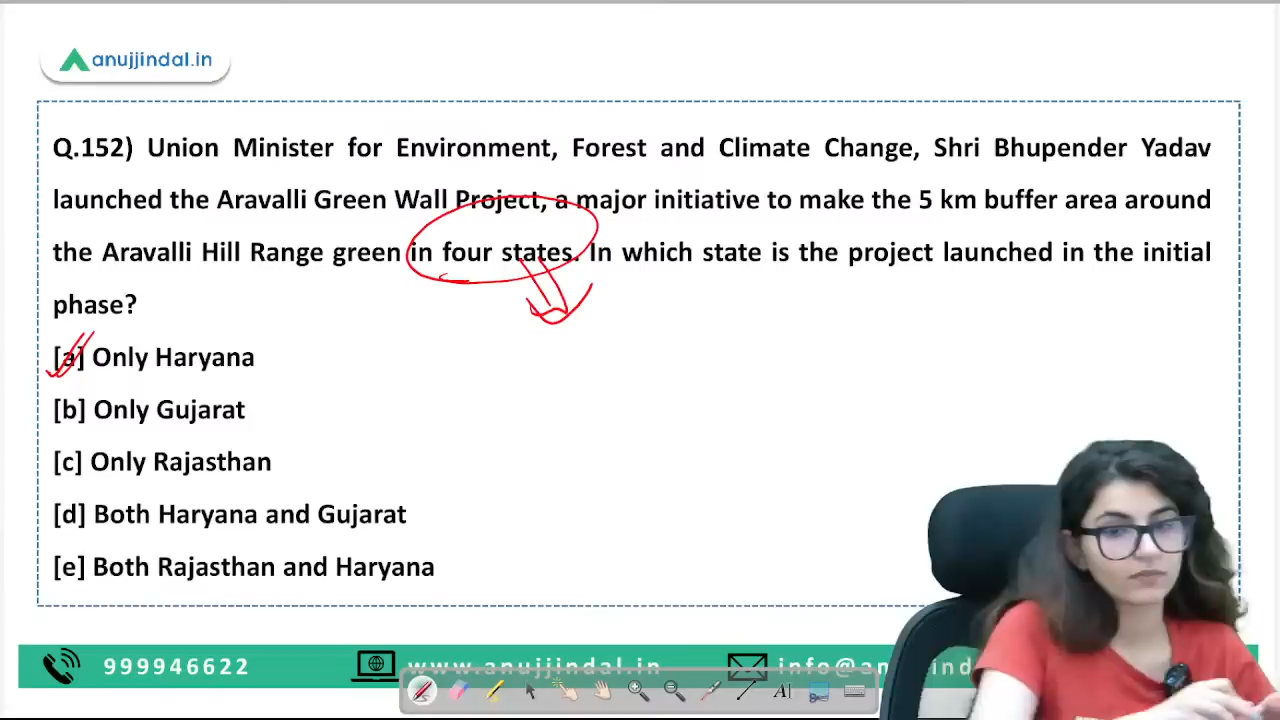 anujjindal.in
Q.152) Union Minister for Environment, Forest and Climate Change, Shri Bhupender Yadav
launched the Aravalli Green Wall Project, a major initiative to make the 5 km buffer area around
the Aravalli Hill Range green in four states. In which state is the project launched in the initial
phase?
[a] Only Haryana
[b] Only Gujarat
[c] Only Rajasthan
[d] Both Haryana and Gujarat
[e] Both Rajasthan and Haryana
999946622 www.anujjindal.in